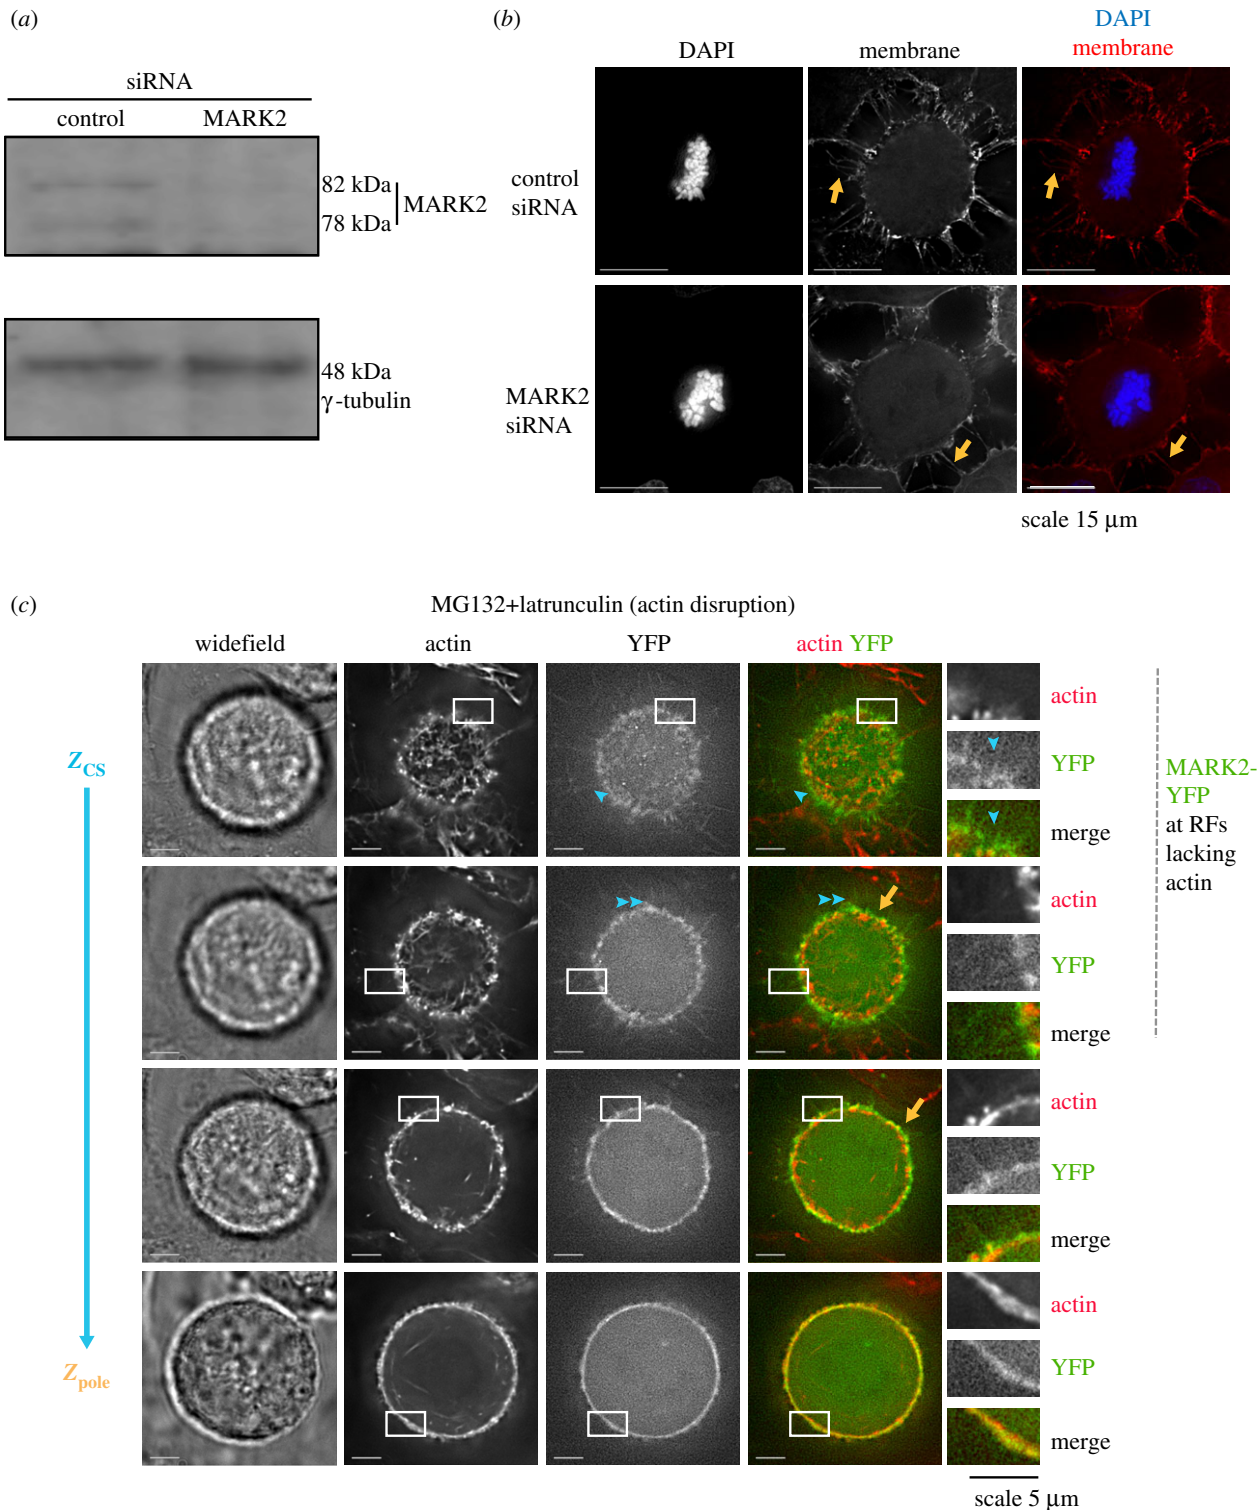 (a)
siRNA
control MARK2
82 kDa
78 kDa
MARK2
48 kDa
γ-tubulin
(b)
DAPI
membrane
DAPI
membrane
control
siRNA
MARK2
siRNA
scale 15 μm
(c)
MG132+latrunculin (actin disruption)
widefield actin YFP actin YFP
Z_CS
Z_pole
actin
YFP
merge
actin
YFP
merge
MARK2-
YFP
at RFs
lacking
actin
actin
YFP
merge
actin
YFP
merge
scale 5 μm